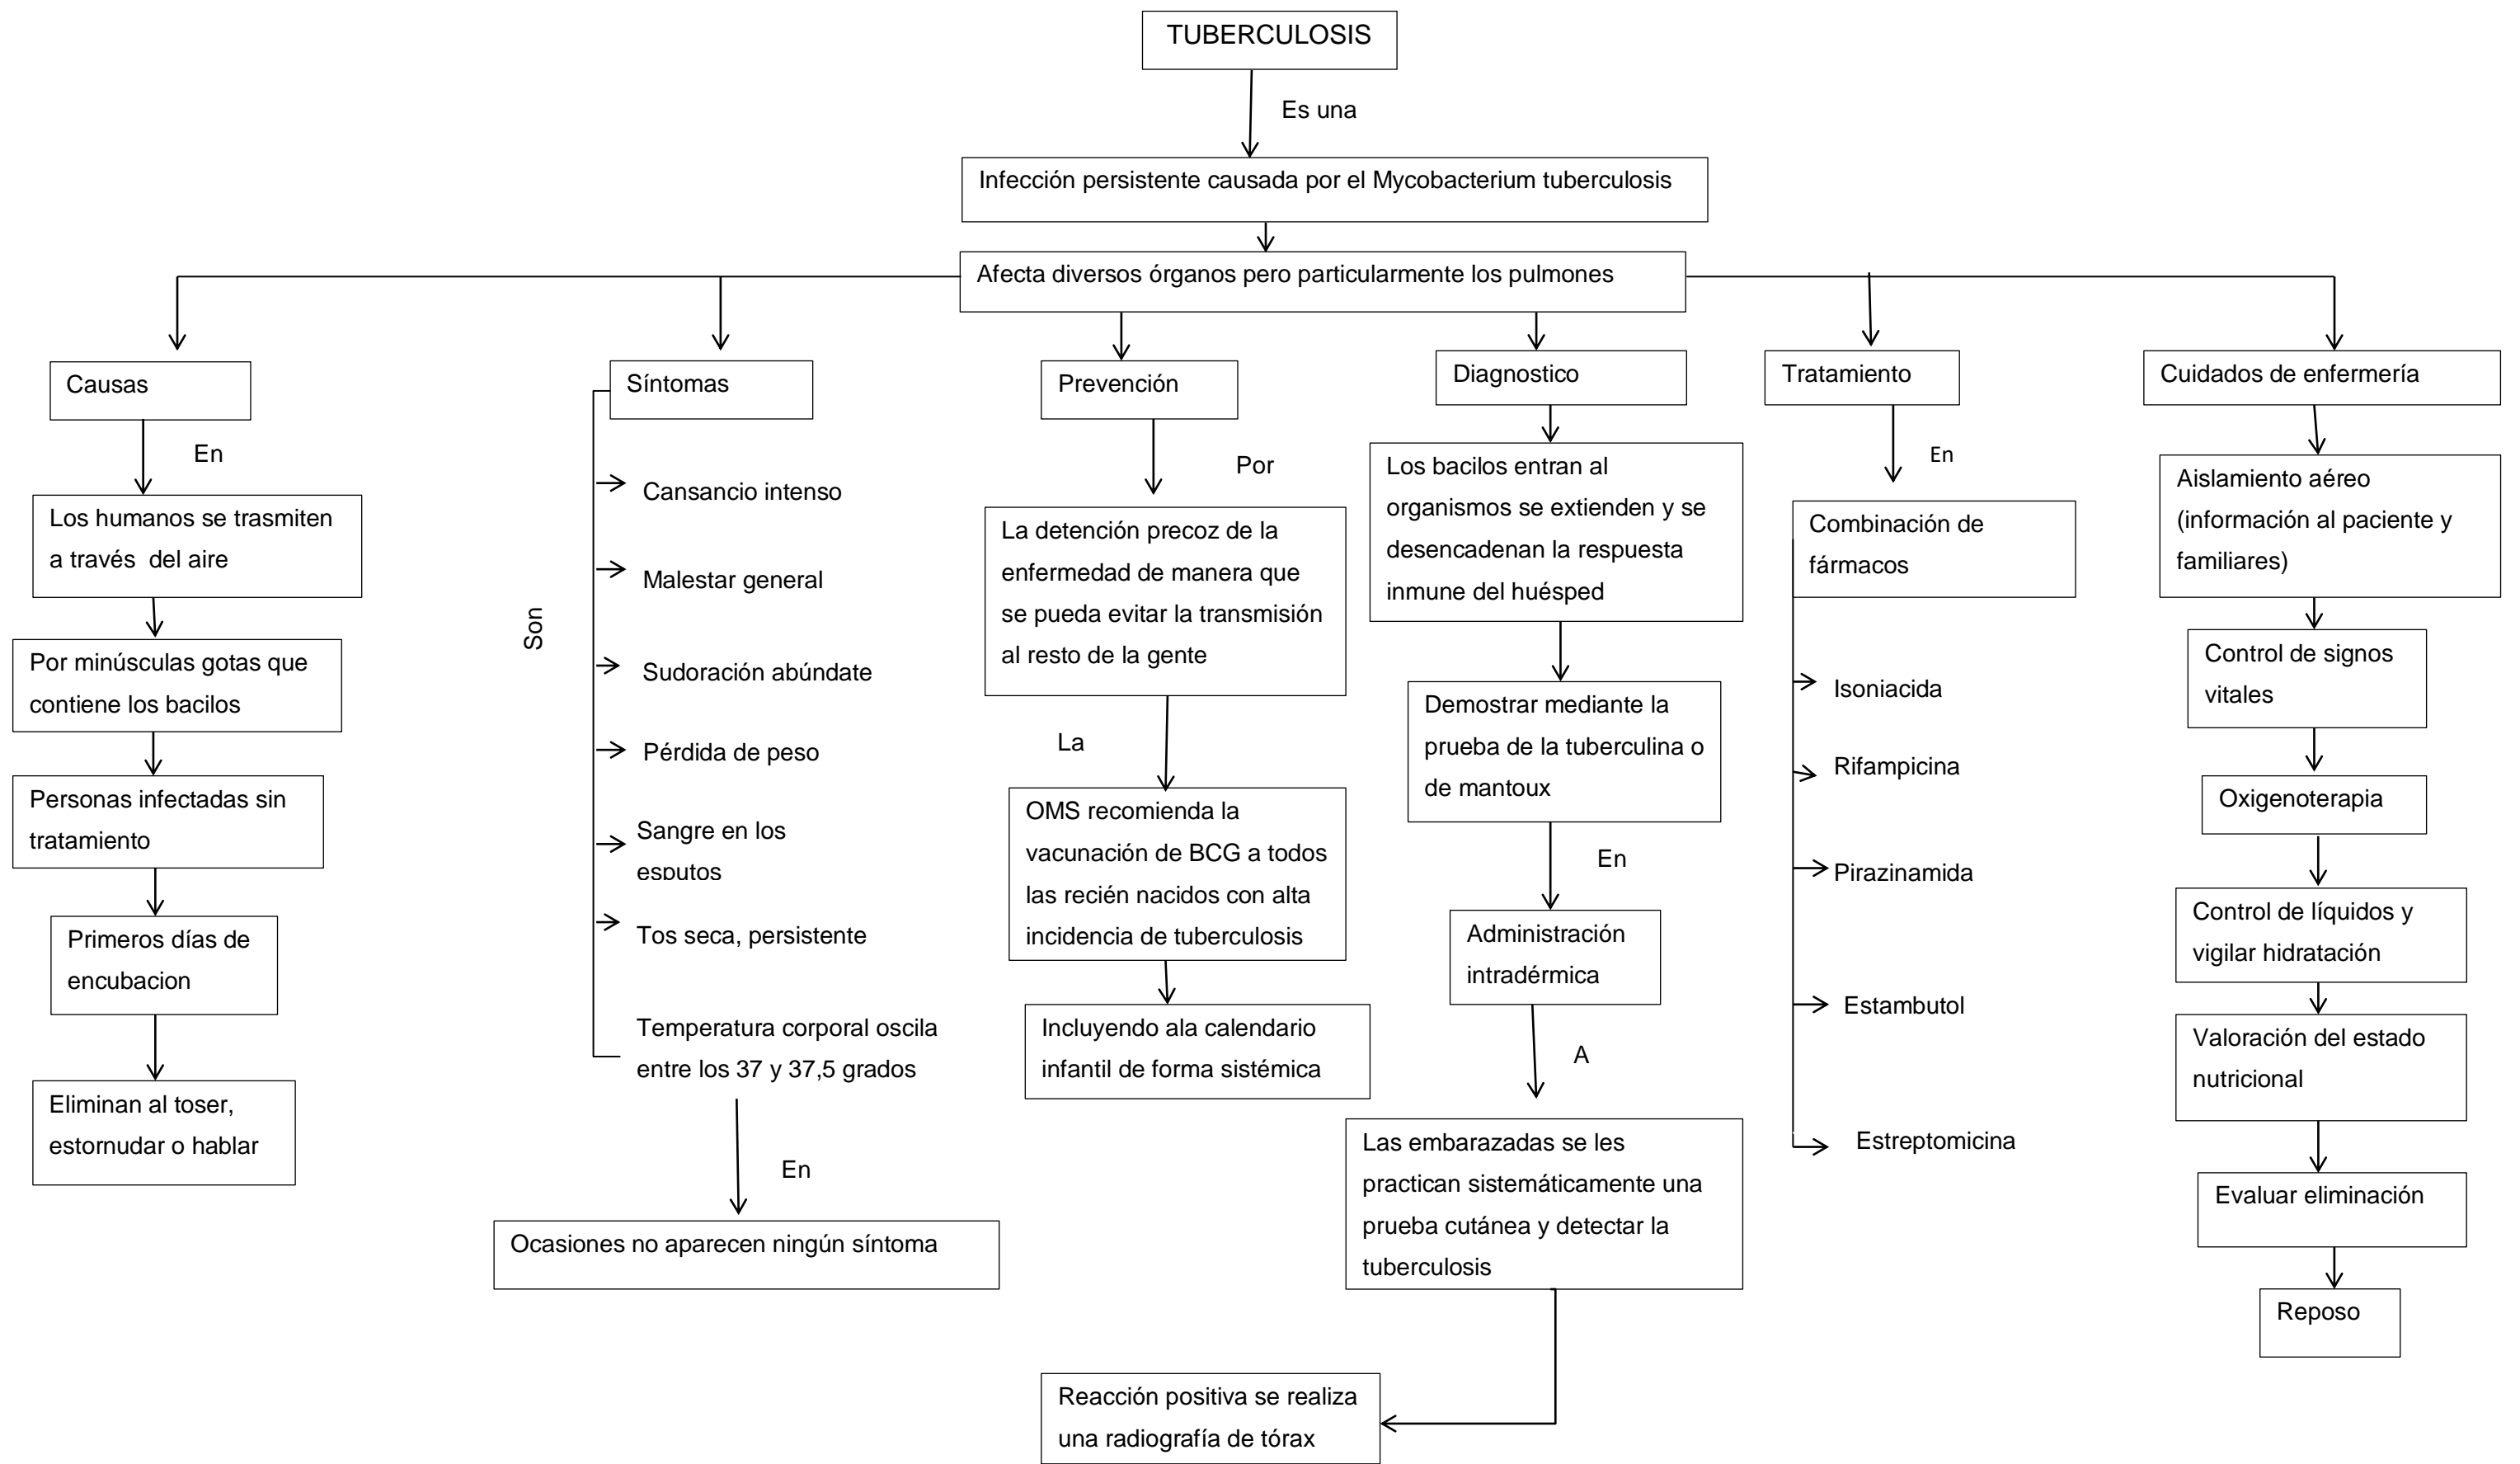 TUBERCULOSIS
Es una
Infección persistente causada por el Mycobacterium tuberculosis
Afecta diversos órganos pero particularmente los pulmones
Causas
En
Los humanos se trasmiten
a través del aire
Por minúsculas gotas que
contiene los bacilos
Personas infectadas sin
tratamiento
Primeros días de
encubacion
Eliminan al toser,
estornudar o hablar
Síntomas
Son
Cansancio intenso
Malestar general
Sudoración abúndate
Pérdida de peso
Sangre en los
esputos
Tos seca, persistente
Temperatura corporal oscila
entre los 37 y 37,5 grados
En
Ocasiones no aparecen ningún síntoma
Prevención
Por
La detención precoz de la
enfermedad de manera que
se pueda evitar la transmisión
al resto de la gente
La
OMS recomienda la
vacunación de BCG a todos
las recién nacidos con alta
incidencia de tuberculosis
Incluyendo ala calendario
infantil de forma sistémica
Diagnostico
Los bacilos entran al
organismos se extienden y se
desencadenan la respuesta
inmune del huésped
Demostrar mediante la
prueba de la tuberculina o
de mantoux
En
Administración
intradérmica
A
Las embarazadas se les
practican sistemáticamente una
prueba cutánea y detectar la
tuberculosis
Reacción positiva se realiza
una radiografía de tórax
Tratamiento
En
Combinación de
fármacos
Isoniacida
Rifampicina
Pirazinamida
Estambutol
Estreptomicina
Cuidados de enfermería
Aislamiento aéreo
(información al paciente y
familiares)
Control de signos
vitales
Oxigenoterapia
Control de líquidos y
vigilar hidratación
Valoración del estado
nutricional
Evaluar eliminación
Reposo